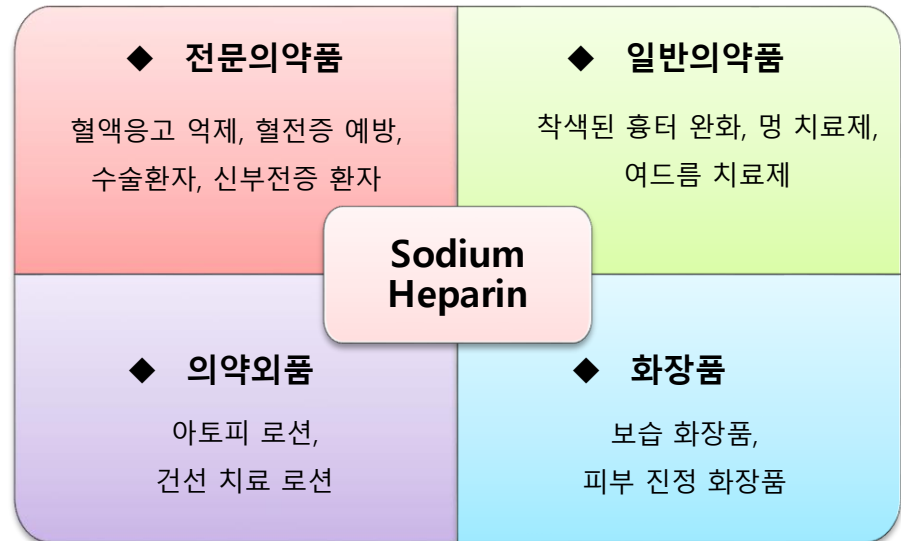 ◆ 전문의약품
혈액응고 억제, 혈전증 예방,
수술환자, 신부전증 환자
◆ 일반의약품
착색된 흉터 완화, 멍 치료제,
여드름 치료제
Sodium
Heparin
◆ 의약외품
아토피 로션,
건선 치료 로션
◆ 화장품
보습 화장품,
피부 진정 화장품